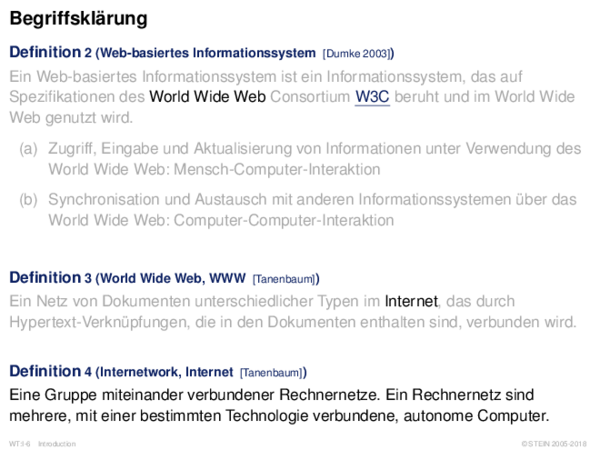 Begriffsklärung
Definition 2 (Web-basiertes Informationssystem [Dumke 2003])
Ein Web-basiertes Informationssystem ist ein Informationssystem, das auf
Spezifikationen des World Wide Web Consortium W3C beruht und im World Wide
Web genutzt wird.
(a) Zugriff, Eingabe und Aktualisierung von Informationen unter Verwendung des
World Wide Web: Mensch-Computer-Interaktion
(b) Synchronisation und Austausch mit anderen Informationssystemen über das
World Wide Web: Computer-Computer-Interaktion
Definition 3 (World Wide Web, WWW [Tanenbaum])
Ein Netz von Dokumenten unterschiedlicher Typen im Internet, das durch
Hypertext-Verknüpfungen, die in den Dokumenten enthalten sind, verbunden wird.
Definition 4 (Internetwork, Internet [Tanenbaum])
Eine Gruppe miteinander verbundener Rechnernetze. Ein Rechnernetz sind
mehrere, mit einer bestimmten Technologie verbundene, autonome Computer.
WT:I-6 Introduction © STEIN 2005-2018